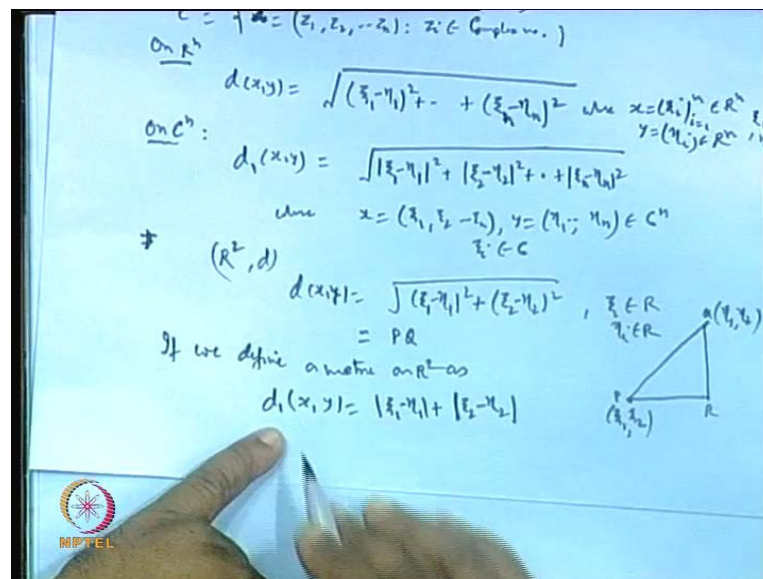 C = { = (z₁, z₂, ... zₙ): zᵢ ∈ Complex no. }
On Rⁿ
d(x,y) = √((ξ₁-η₁)² + - + (ξₙ-ηₙ)²) where x=(ξᵢ)ⁿᵢ₌₁ ∈ Rⁿ
y=(ηᵢ) ∈ Rⁿ,
On Cⁿ:
d₁(x,y) = √(|ξ₁-η₁|² + |ξ₂-η₂|² + . + |ξₙ-ηₙ|²)
where x = (ξ₁, ξ₂ - ξₙ), y = (η₁, ; ηₙ) ∈ Cⁿ
ξᵢ ∈ C
(R², d)
d(x,y) = √((ξ₁-η₁)² + (ξ₂-η₂)²), ξᵢ ∈ R
ηᵢ ∈ R
= PQ
If we define a metric on R² as
d₁(x,y) = |ξ₁-η₁| + |ξ₂-η₂|
Q(η₁,η₂)
P
(ξ₁,ξ₂)
R
NPTEL